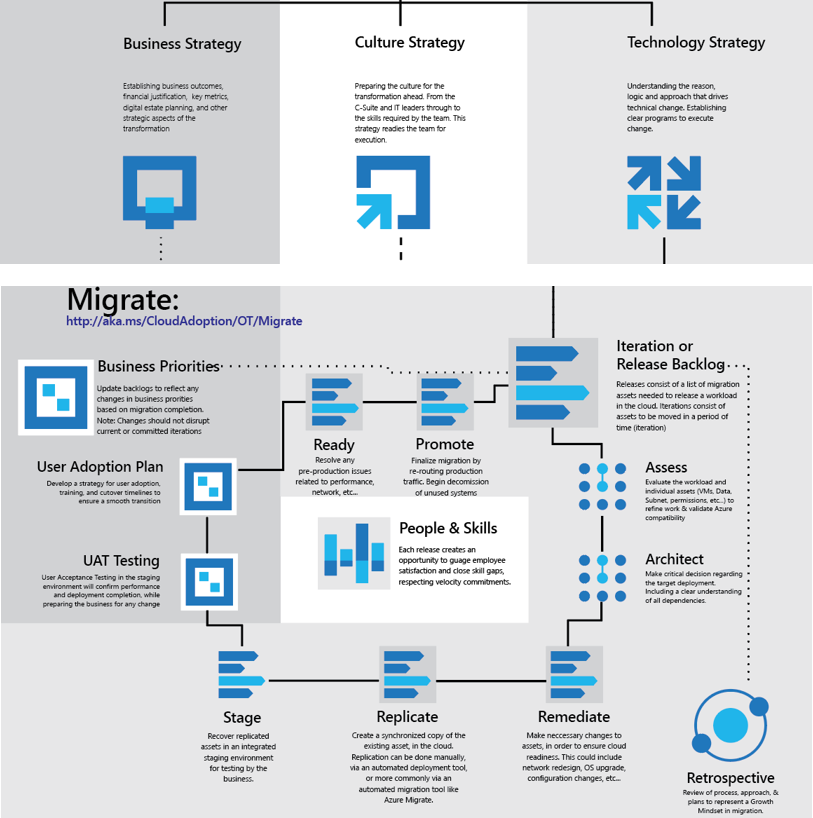 Business Strategy
Establishing business outcomes,
financial justification, key metrics,
digital estate planning, and other
strategic aspects of the
transformation
Culture Strategy
Preparing the culture for the
transformation ahead. From the
C-Suite and IT leaders through to
the skills required by the team. This
strategy readies the team for
execution.
Technology Strategy
Understanding the reason,
logic and approach that drives
technical change. Establishing
clear programs to execute
change.
Migrate:
http://aka.ms/CloudAdoption/OT/Migrate
Business Priorities
Update backlogs to reflect any
changes in business prorities
based on migration completion.
Note: Changes should not disrupt
current or committed iterations
Ready
Resolve any
pre-production issues
related to performance,
network, etc...
Promote
Finalize migration by
re-routing production
traffic. Begin decomission
of unused systems
Iteration or
Release Backlog
Releases consist of a list of migration
assets needed to release a workload
in the cloud. Iterations consist of
assets to be moved in a period of
time (iteration)
User Adoption Plan
Develop a strategy for user adoption,
training, and cutover timelines to
ensure a smooth transition
Assess
Evaluate the workload and
individual assets (VMs, Data,
Subnet, permissions, etc...) to
refine work & validate Azure
compatibility
People & Skills
Each release creates an
opportunity to guage employee
satisfaction and close skill gaps,
respecting velocity commitments.
UAT Testing
User Acceptance Testing in the staging
environment will confirm performance
and deployment completion, while
preparing the business for any change
Architect
Make critical decision regarding
the target deployment.
Including a clear understanding
of all dependencies.
Stage
Recover replicated
assets in an integrated
staging environment
for testing by the
business.
Replicate
Create a synchronized copy of the
existing asset, in the cloud.
Replication can be done manually,
via an automated deployment tool,
or more commonly via an
automated migration tool like
Azure Migrate.
Remediate
Make neccessary changes to
assets, in order to ensure cloud
readiness. This could include
network redesign, OS upgrade,
configuration changes, etc...
Retrospective
Review of process, approach, &
plans to represent a Growth
Mindset in migration.